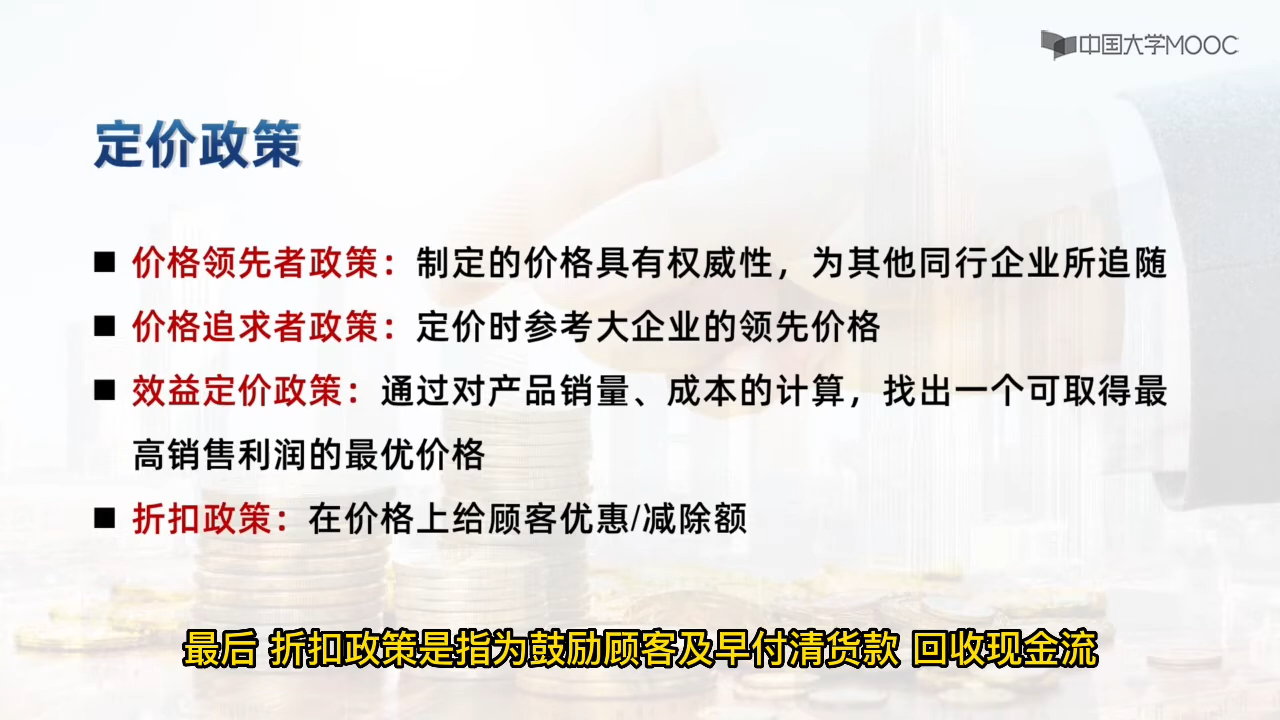 中国大学MOOC
定价政策
■ 价格领先者政策：制定的价格具有权威性，为其他同行企业所追随
■ 价格追求者政策：定价时参考大企业的领先价格
■ 效益定价政策：通过对产品销量、成本的计算，找出一个可取得最
高销售利润的最优价格
■ 折扣政策：在价格上给顾客优惠/减除额
最后 折扣政策是指为鼓励顾客及早付清货款 回收现金流